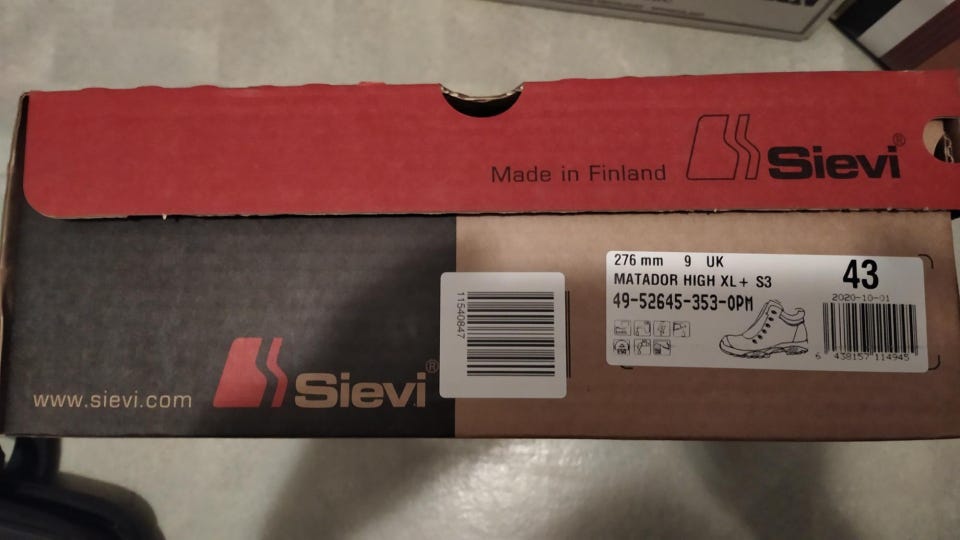 Made in Finland
Sievi®
276 mm 9 UK
MATADOR HIGH XL+ S3
43
49-52645-353-0PM
2020-10-01
6 438157 114945
11540847
www.sievi.com
Sievi®